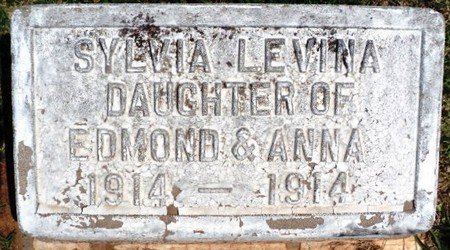 SYLVIA LEVINA
DAUGHTER OF
EDMOND & ANNA
1914 — 1914